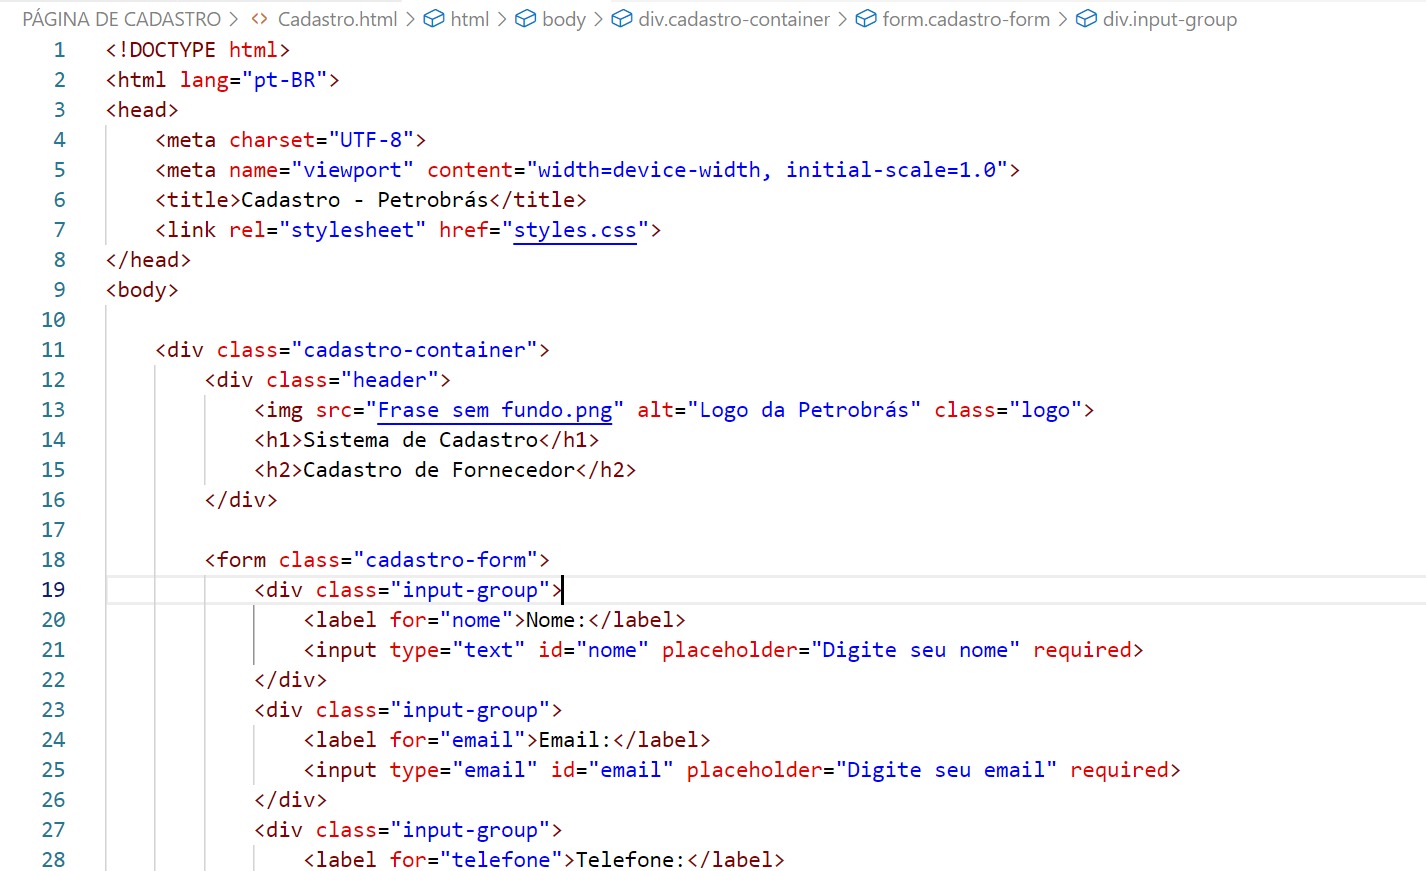 PÁGINA DE CADASTRO > <> Cadastro.html > html > body > div.cadastro-container > form.cadastro-form > div.input-group
1 <!DOCTYPE html>
2 <html lang="pt-BR">
3 <head>
4     <meta charset="UTF-8">
5     <meta name="viewport" content="width=device-width, initial-scale=1.0">
6     <title>Cadastro - Petrobrás</title>
7     <link rel="stylesheet" href="styles.css">
8 </head>
9 <body>
10
11     <div class="cadastro-container">
12         <div class="header">
13             <img src="Frase sem fundo.png" alt="Logo da Petrobrás" class="logo">
14             <h1>Sistema de Cadastro</h1>
15             <h2>Cadastro de Fornecedor</h2>
16         </div>
17
18         <form class="cadastro-form">
19             <div class="input-group">
20                 <label for="nome">Nome:</label>
21                 <input type="text" id="nome" placeholder="Digite seu nome" required>
22             </div>
23             <div class="input-group">
24                 <label for="email">Email:</label>
25                 <input type="email" id="email" placeholder="Digite seu email" required>
26             </div>
27             <div class="input-group">
28                 <label for="telefone">Telefone:</label>